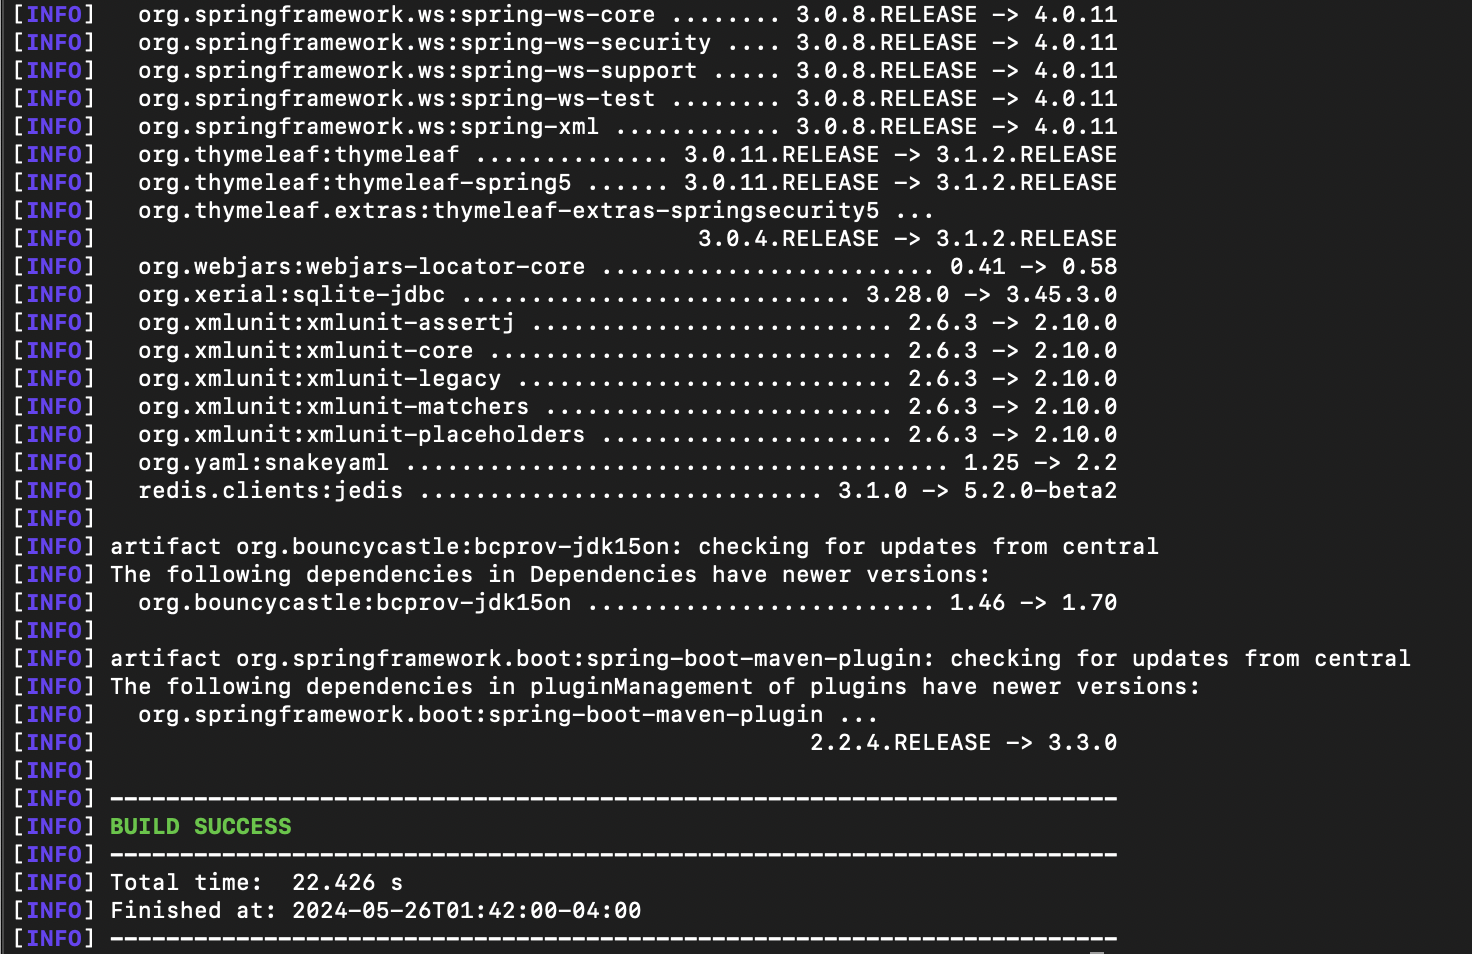 [INFO]   org.springframework.ws:spring-ws-core ........ 3.0.8.RELEASE -> 4.0.11
[INFO]   org.springframework.ws:spring-ws-security .... 3.0.8.RELEASE -> 4.0.11
[INFO]   org.springframework.ws:spring-ws-support ..... 3.0.8.RELEASE -> 4.0.11
[INFO]   org.springframework.ws:spring-ws-test ........ 3.0.8.RELEASE -> 4.0.11
[INFO]   org.springframework.ws:spring-xml ............ 3.0.8.RELEASE -> 4.0.11
[INFO]   org.thymeleaf:thymeleaf .............. 3.0.11.RELEASE -> 3.1.2.RELEASE
[INFO]   org.thymeleaf:thymeleaf-spring5 ...... 3.0.11.RELEASE -> 3.1.2.RELEASE
[INFO]   org.thymeleaf.extras:thymeleaf-extras-springsecurity5 ...
[INFO]                                           3.0.4.RELEASE -> 3.1.2.RELEASE
[INFO]   org.webjars:webjars-locator-core ........................ 0.41 -> 0.58
[INFO]   org.xerial:sqlite-jdbc ............................ 3.28.0 -> 3.45.3.0
[INFO]   org.xmlunit:xmlunit-assertj .......................... 2.6.3 -> 2.10.0
[INFO]   org.xmlunit:xmlunit-core ............................. 2.6.3 -> 2.10.0
[INFO]   org.xmlunit:xmlunit-legacy ........................... 2.6.3 -> 2.10.0
[INFO]   org.xmlunit:xmlunit-matchers ......................... 2.6.3 -> 2.10.0
[INFO]   org.xmlunit:xmlunit-placeholders ..................... 2.6.3 -> 2.10.0
[INFO]   org.yaml:snakeyaml ....................................... 1.25 -> 2.2
[INFO]   redis.clients:jedis ............................. 3.1.0 -> 5.2.0-beta2
[INFO]
[INFO] artifact org.bouncycastle:bcprov-jdk15on: checking for updates from central
[INFO] The following dependencies in Dependencies have newer versions:
[INFO]   org.bouncycastle:bcprov-jdk15on ......................... 1.46 -> 1.70
[INFO]
[INFO] artifact org.springframework.boot:spring-boot-maven-plugin: checking for updates from central
[INFO] The following dependencies in pluginManagement of plugins have newer versions:
[INFO]   org.springframework.boot:spring-boot-maven-plugin ...
[INFO]                                                   2.2.4.RELEASE -> 3.3.0
[INFO]
[INFO] ------------------------------------------------------------------------
[INFO] BUILD SUCCESS
[INFO] ------------------------------------------------------------------------
[INFO] Total time:  22.426 s
[INFO] Finished at: 2024-05-26T01:42:00-04:00
[INFO] ------------------------------------------------------------------------